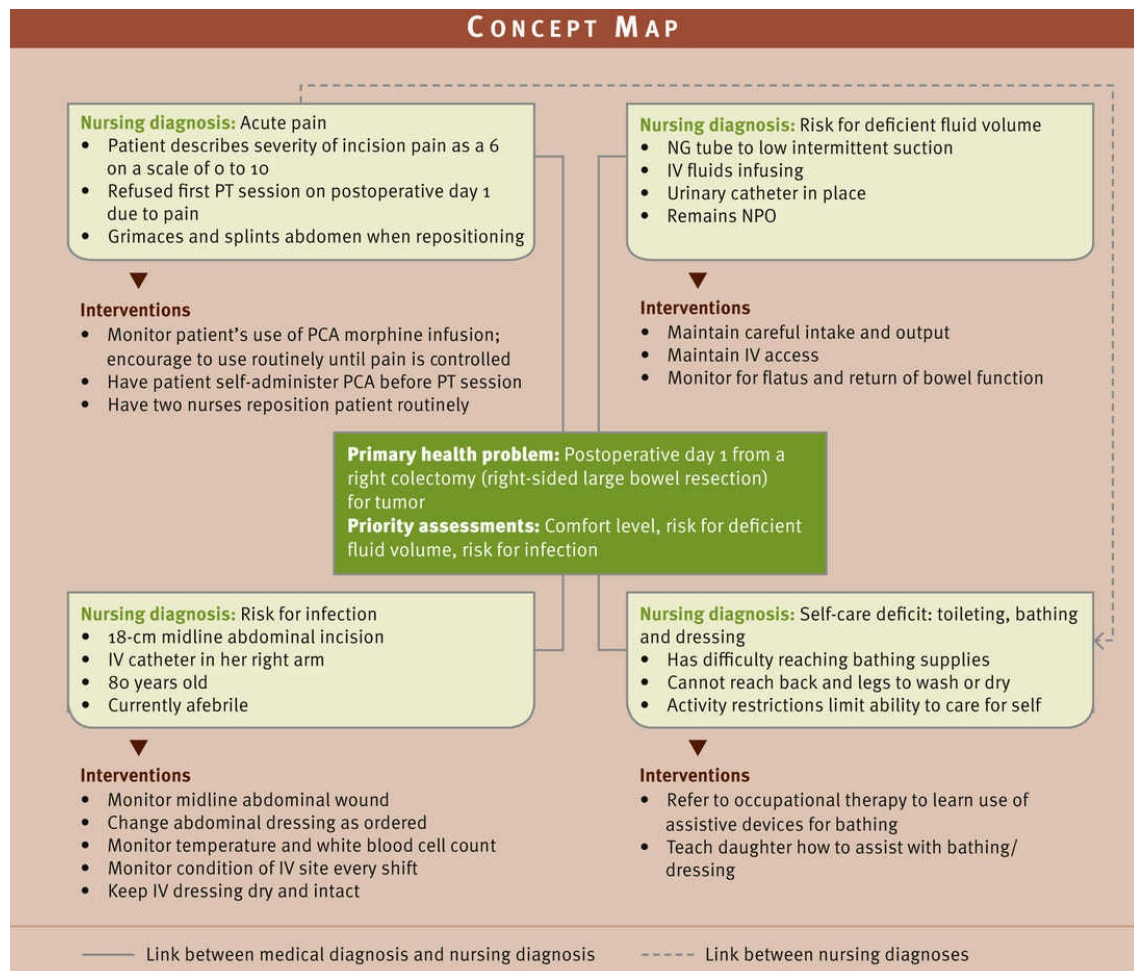 CONCEPT MAP
Nursing diagnosis: Acute pain
• Patient describes severity of incision pain as a 6
on a scale of 0 to 10
• Refused first PT session on postoperative day 1
due to pain
• Grimaces and splints abdomen when repositioning
Interventions
• Monitor patient's use of PCA morphine infusion;
encourage to use routinely until pain is controlled
• Have patient self-administer PCA before PT session
• Have two nurses reposition patient routinely
Nursing diagnosis: Risk for deficient fluid volume
• NG tube to low intermittent suction
• IV fluids infusing
• Urinary catheter in place
• Remains NPO
Interventions
• Maintain careful intake and output
• Maintain IV access
• Monitor for flatus and return of bowel function
Primary health problem: Postoperative day 1 from a
right colectomy (right-sided large bowel resection)
for tumor
Priority assessments: Comfort level, risk for deficient
fluid volume, risk for infection
Nursing diagnosis: Risk for infection
• 18-cm midline abdominal incision
• IV catheter in her right arm
• 80 years old
• Currently afebrile
Interventions
• Monitor midline abdominal wound
• Change abdominal dressing as ordered
• Monitor temperature and white blood cell count
• Monitor condition of IV site every shift
• Keep IV dressing dry and intact
Nursing diagnosis: Self-care deficit: toileting, bathing
and dressing
• Has difficulty reaching bathing supplies
• Cannot reach back and legs to wash or dry
• Activity restrictions limit ability to care for self
Interventions
• Refer to occupational therapy to learn use of
assistive devices for bathing
• Teach daughter how to assist with bathing/
dressing
Link between medical diagnosis and nursing diagnosis
Link between nursing diagnoses